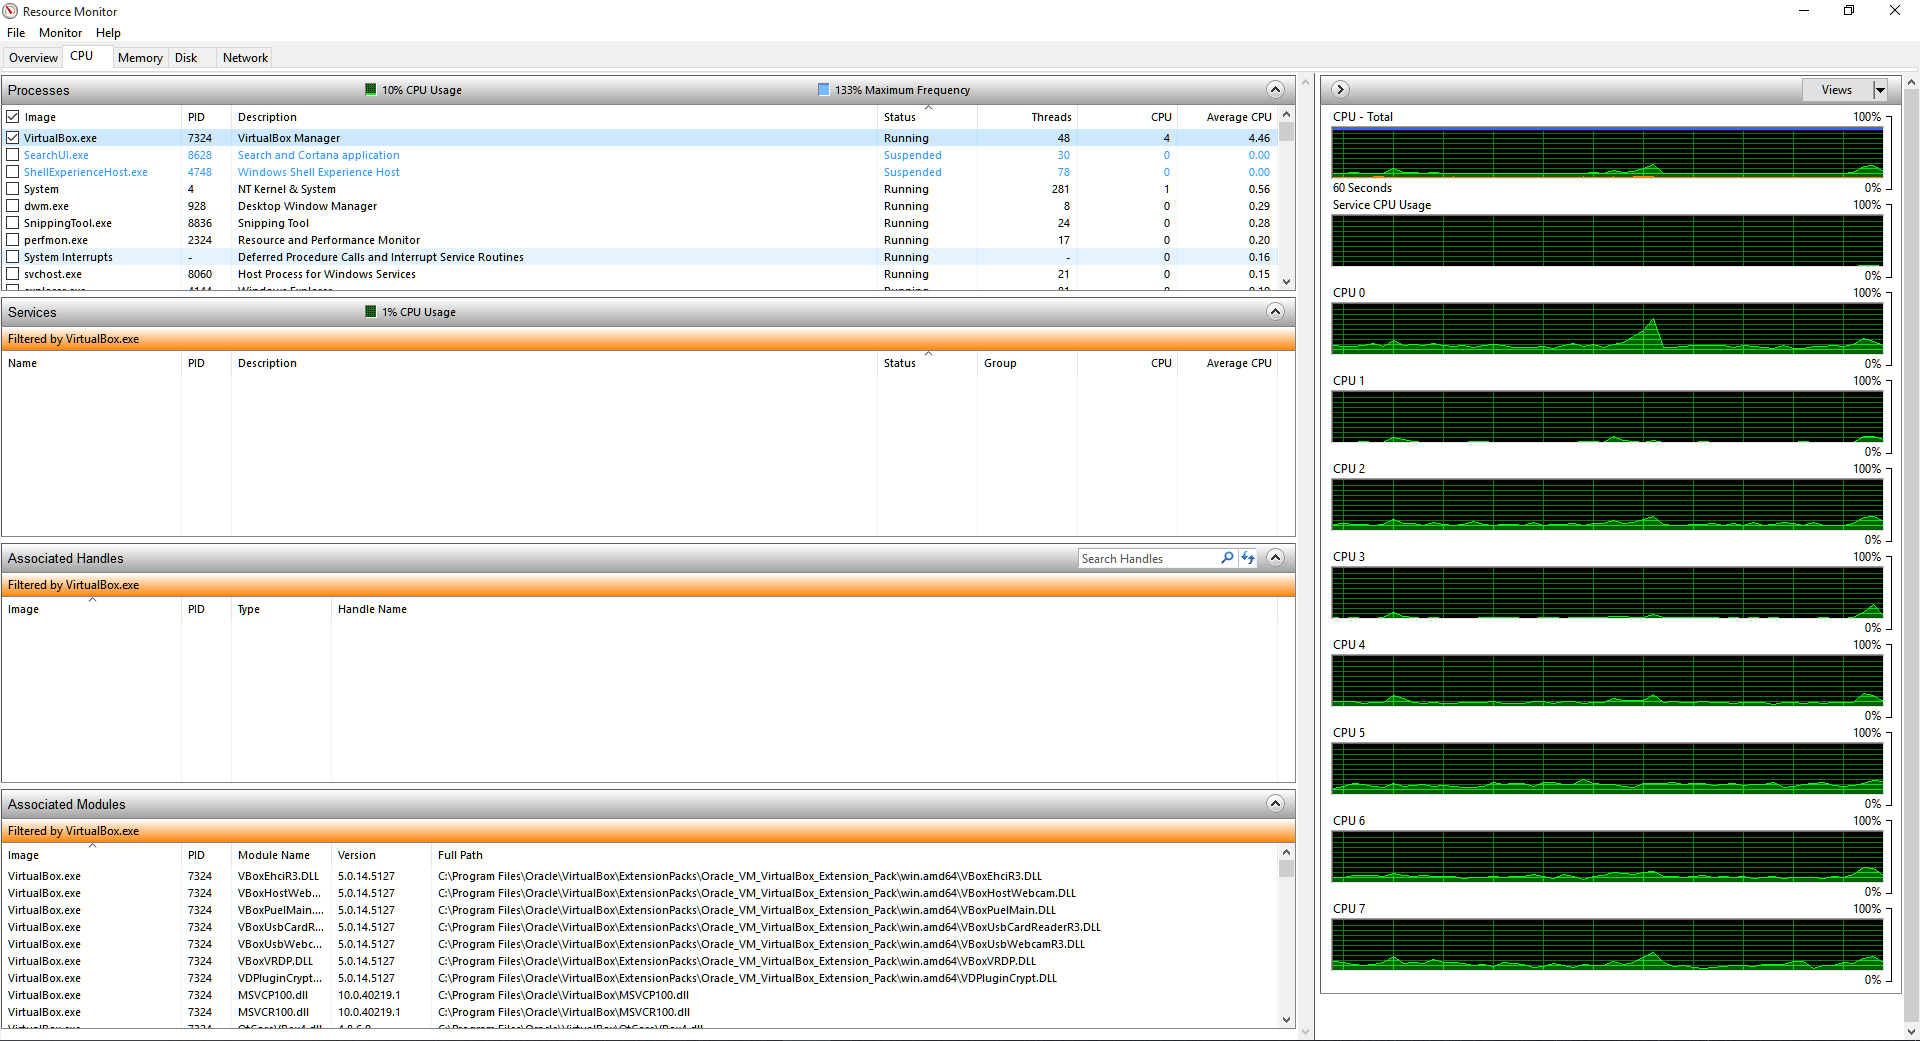 Resource Monitor
File Monitor Help
Overview CPU Memory Disk Network
Processes 10% CPU Usage 133% Maximum Frequency
Image PID Description Status Threads CPU Average CPU
VirtualBox.exe 7324 VirtualBox Manager Running 48 4 4.46
SearchUI.exe 8628 Search and Cortana application Suspended 30 0 0.00
ShellExperienceHost.exe 4748 Windows Shell Experience Host Suspended 78 0 0.00
System 4 NT Kernel & System Running 281 1 0.56
dwm.exe 928 Desktop Window Manager Running 8 0 0.29
SnippingTool.exe 8836 Snipping Tool Running 24 0 0.28
perfmon.exe 2324 Resource and Performance Monitor Running 17 0 0.20
System Interrupts - Deferred Procedure Calls and Interrupt Service Routines Running - 0 0.16
svchost.exe 8060 Host Process for Windows Services Running 21 0 0.15
Services 1% CPU Usage
Filtered by VirtualBox.exe
Name PID Description Status Group CPU Average CPU
Associated Handles Search Handles
Filtered by VirtualBox.exe
Image PID Type Handle Name
Associated Modules
Filtered by VirtualBox.exe
Image PID Module Name Version Full Path
VirtualBox.exe 7324 VBoxEhciR3.DLL 5.0.14.5127 C:\Program Files\Oracle\VirtualBox\ExtensionPacks\Oracle_VM_VirtualBox_Extension_Pack\win.amd64\VBoxEhciR3.DLL
VirtualBox.exe 7324 VBoxHostWeb... 5.0.14.5127 C:\Program Files\Oracle\VirtualBox\ExtensionPacks\Oracle_VM_VirtualBox_Extension_Pack\win.amd64\VBoxHostWebcam.DLL
VirtualBox.exe 7324 VBoxPuelMain.... 5.0.14.5127 C:\Program Files\Oracle\VirtualBox\ExtensionPacks\Oracle_VM_VirtualBox_Extension_Pack\win.amd64\VBoxPuelMain.DLL
VirtualBox.exe 7324 VBoxUsbCardR... 5.0.14.5127 C:\Program Files\Oracle\VirtualBox\ExtensionPacks\Oracle_VM_VirtualBox_Extension_Pack\win.amd64\VBoxUsbCardReaderR3.DLL
VirtualBox.exe 7324 VBoxUsbWebc... 5.0.14.5127 C:\Program Files\Oracle\VirtualBox\ExtensionPacks\Oracle_VM_VirtualBox_Extension_Pack\win.amd64\VBoxUsbWebcamR3.DLL
VirtualBox.exe 7324 VBoxVRDP.DLL 5.0.14.5127 C:\Program Files\Oracle\VirtualBox\ExtensionPacks\Oracle_VM_VirtualBox_Extension_Pack\win.amd64\VBoxVRDP.DLL
VirtualBox.exe 7324 VDPluginCrypt... 5.0.14.5127 C:\Program Files\Oracle\VirtualBox\ExtensionPacks\Oracle_VM_VirtualBox_Extension_Pack\win.amd64\VDPluginCrypt.DLL
VirtualBox.exe 7324 MSVCP100.dll 10.0.40219.1 C:\Program Files\Oracle\VirtualBox\MSVCP100.dll
VirtualBox.exe 7324 MSVCR100.dll 10.0.40219.1 C:\Program Files\Oracle\VirtualBox\MSVCR100.dll
Views
CPU - Total 100%
60 Seconds 0%
Service CPU Usage 100%
0%
CPU 0 100%
0%
CPU 1 100%
0%
CPU 2 100%
0%
CPU 3 100%
0%
CPU 4 100%
0%
CPU 5 100%
0%
CPU 6 100%
0%
CPU 7 100%
0%